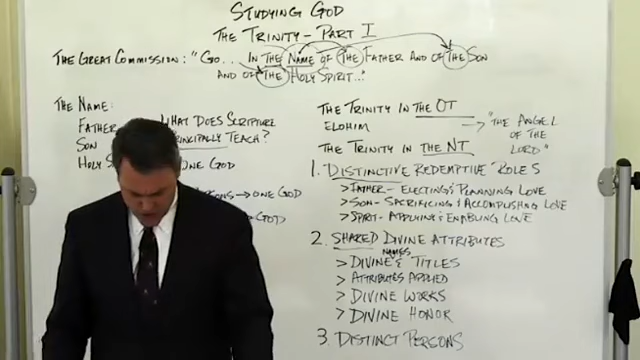 STUDYING GOD
THE TRINITY - PART I
THE GREAT COMMISSION: "GO... IN THE NAME OF THE FATHER AND OF THE SON
AND OF THE HOLY SPIRIT..."
THE NAME:
FATHER
SON
HOLY
WHAT DOES SCRIPTURE
PRINCIPALLY TEACH?
ONE GOD
→ ONE GOD
GOD
THE TRINITY IN THE OT
ELOHIM → "THE ANGEL
OF THE
LORD"
THE TRINITY IN THE NT
1. DISTINCTIVE REDEMPTIVE ROLES
> FATHER - ELECTING & PLANNING LOVE
> SON - SACRIFICING & ACCOMPLISHING LOVE
> SPIRIT - APPLYING & ENABLING LOVE
2. SHARED DIVINE ATTRIBUTES
NAMES
> DIVINE & TITLES
> ATTRIBUTES APPLIED
> DIVINE WORKS
> DIVINE HONOR
3. DISTINCT PERSONS